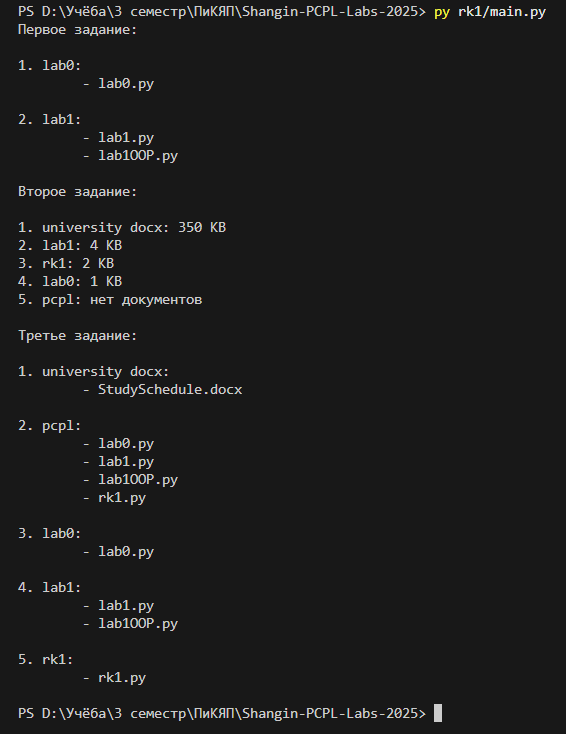 PS D:\Учёба\3 семестр\ПиКЯП\Shangin-PCPL-Labs-2025> py rk1/main.py
Первое задание:
1. lab0:
- lab0.py
2. lab1:
- lab1.py
- lab1OOP.py
Второе задание:
1. university docx: 350 KB
2. lab1: 4 KB
3. rk1: 2 KB
4. lab0: 1 KB
5. pcpl: нет документов
Третье задание:
1. university docx:
- StudySchedule.docx
2. pcpl:
- lab0.py
- lab1.py
- lab1OOP.py
- rk1.py
3. lab0:
- lab0.py
4. lab1:
- lab1.py
- lab1OOP.py
5. rk1:
- rk1.py
PS D:\Учёба\3 семестр\ПиКЯП\Shangin-PCPL-Labs-2025>